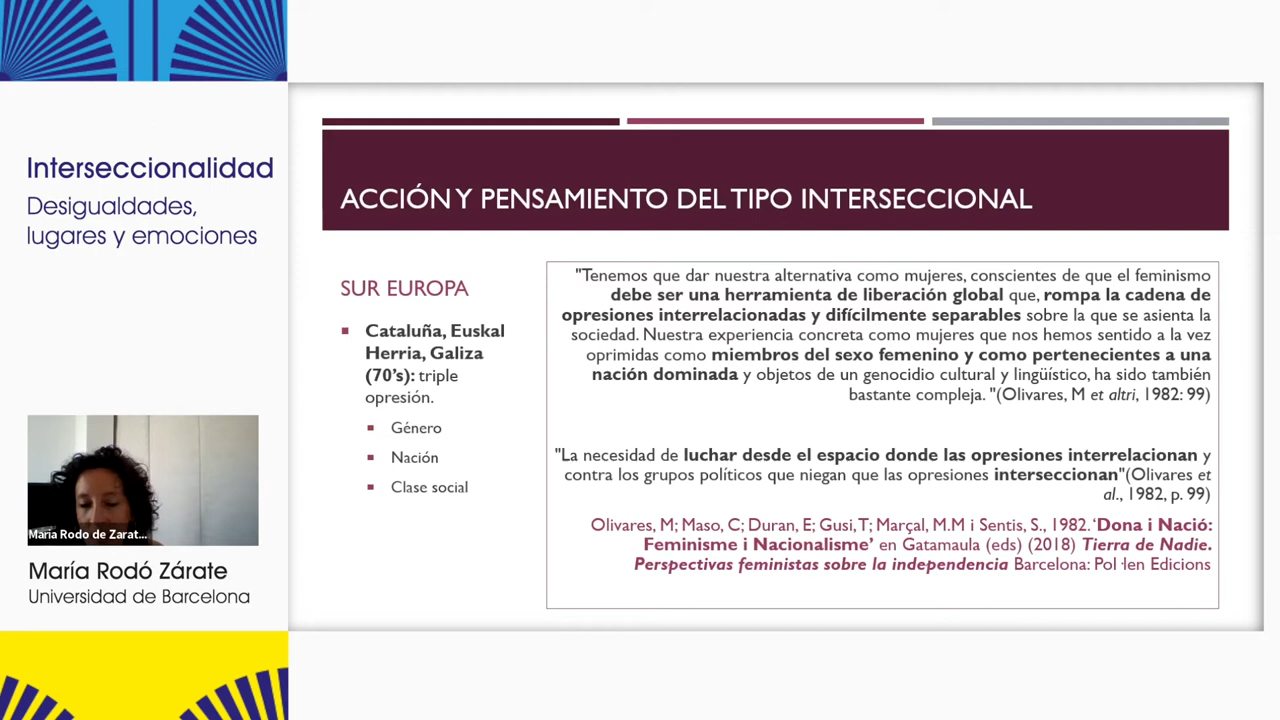 Interseccionalidad
Desigualdades,
lugares y emociones
María Rodo de Zarat...
María Rodó Zárate
Universidad de Barcelona
ACCIÓN Y PENSAMIENTO DEL TIPO INTERSECCIONAL
SUR EUROPA
Cataluña, Euskal
Herria, Galiza
(70's): triple
opresión.
Género
Nación
Clase social
"Tenemos que dar nuestra alternativa como mujeres, conscientes de que el feminismo
debe ser una herramienta de liberación global que, rompa la cadena de
opresiones interrelacionadas y difícilmente separables sobre la que se asienta la
sociedad. Nuestra experiencia concreta como mujeres que nos hemos sentido a la vez
oprimidas como miembros del sexo femenino y como pertenecientes a una
nación dominada y objetos de un genocidio cultural y lingüístico, ha sido también
bastante compleja. "(Olivares, M et altri, 1982: 99)
"La necesidad de luchar desde el espacio donde las opresiones interrelacionan y
contra los grupos políticos que niegan que las opresiones interseccionan"(Olivares et
al., 1982, p. 99)
Olivares, M; Maso, C; Duran, E; Gusi, T; Marçal, M.M i Sentis, S., 1982. 'Dona i Nació:
Feminisme i Nacionalisme' en Gatamaula (eds) (2018) Tierra de Nadie.
Perspectivas feministas sobre la independencia Barcelona: Pol·len Edicions